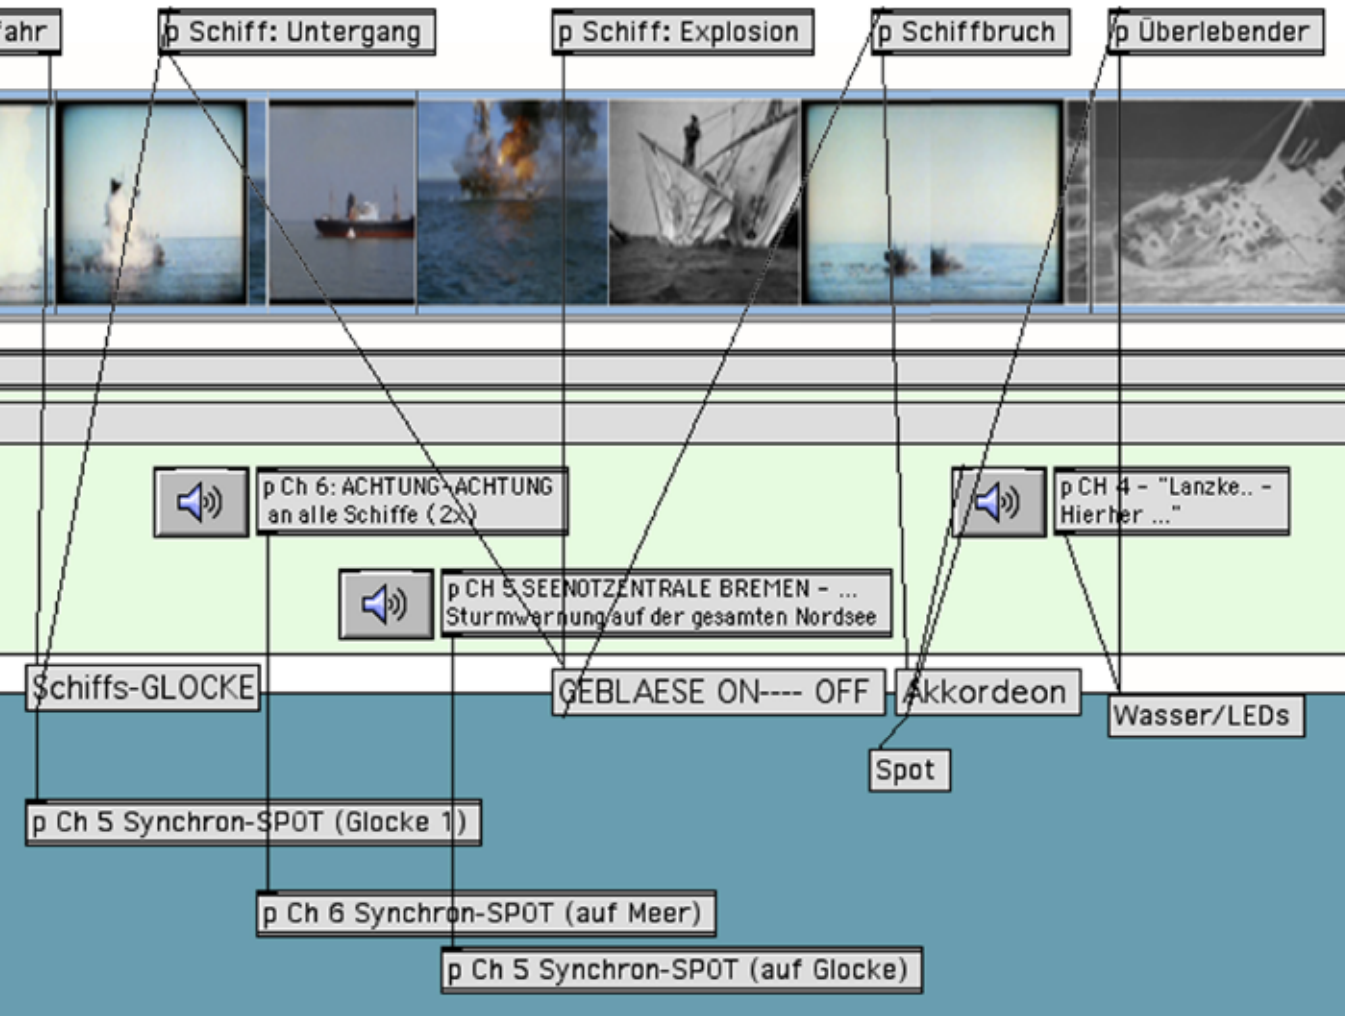 fahr
p Schiff: Untergang
p Schiff: Explosion
p Schiffbruch
p Überlebender
p Ch 6: ACHTUNG-ACHTUNG
an alle Schiffe (2x)
p CH 4 - "Lanzke.. -
Hierher ..."
p CH 5 SEENOTZENTRALE BREMEN - ...
Sturmwarnung auf der gesamten Nordsee
Schiffs-GLOCKE
GEBLAESE ON---- OFF
Akkordeon
Wasser/LEDs
Spot
p Ch 5 Synchron-SPOT (Glocke 1)
p Ch 6 Synchron-SPOT (auf Meer)
p Ch 5 Synchron-SPOT (auf Glocke)